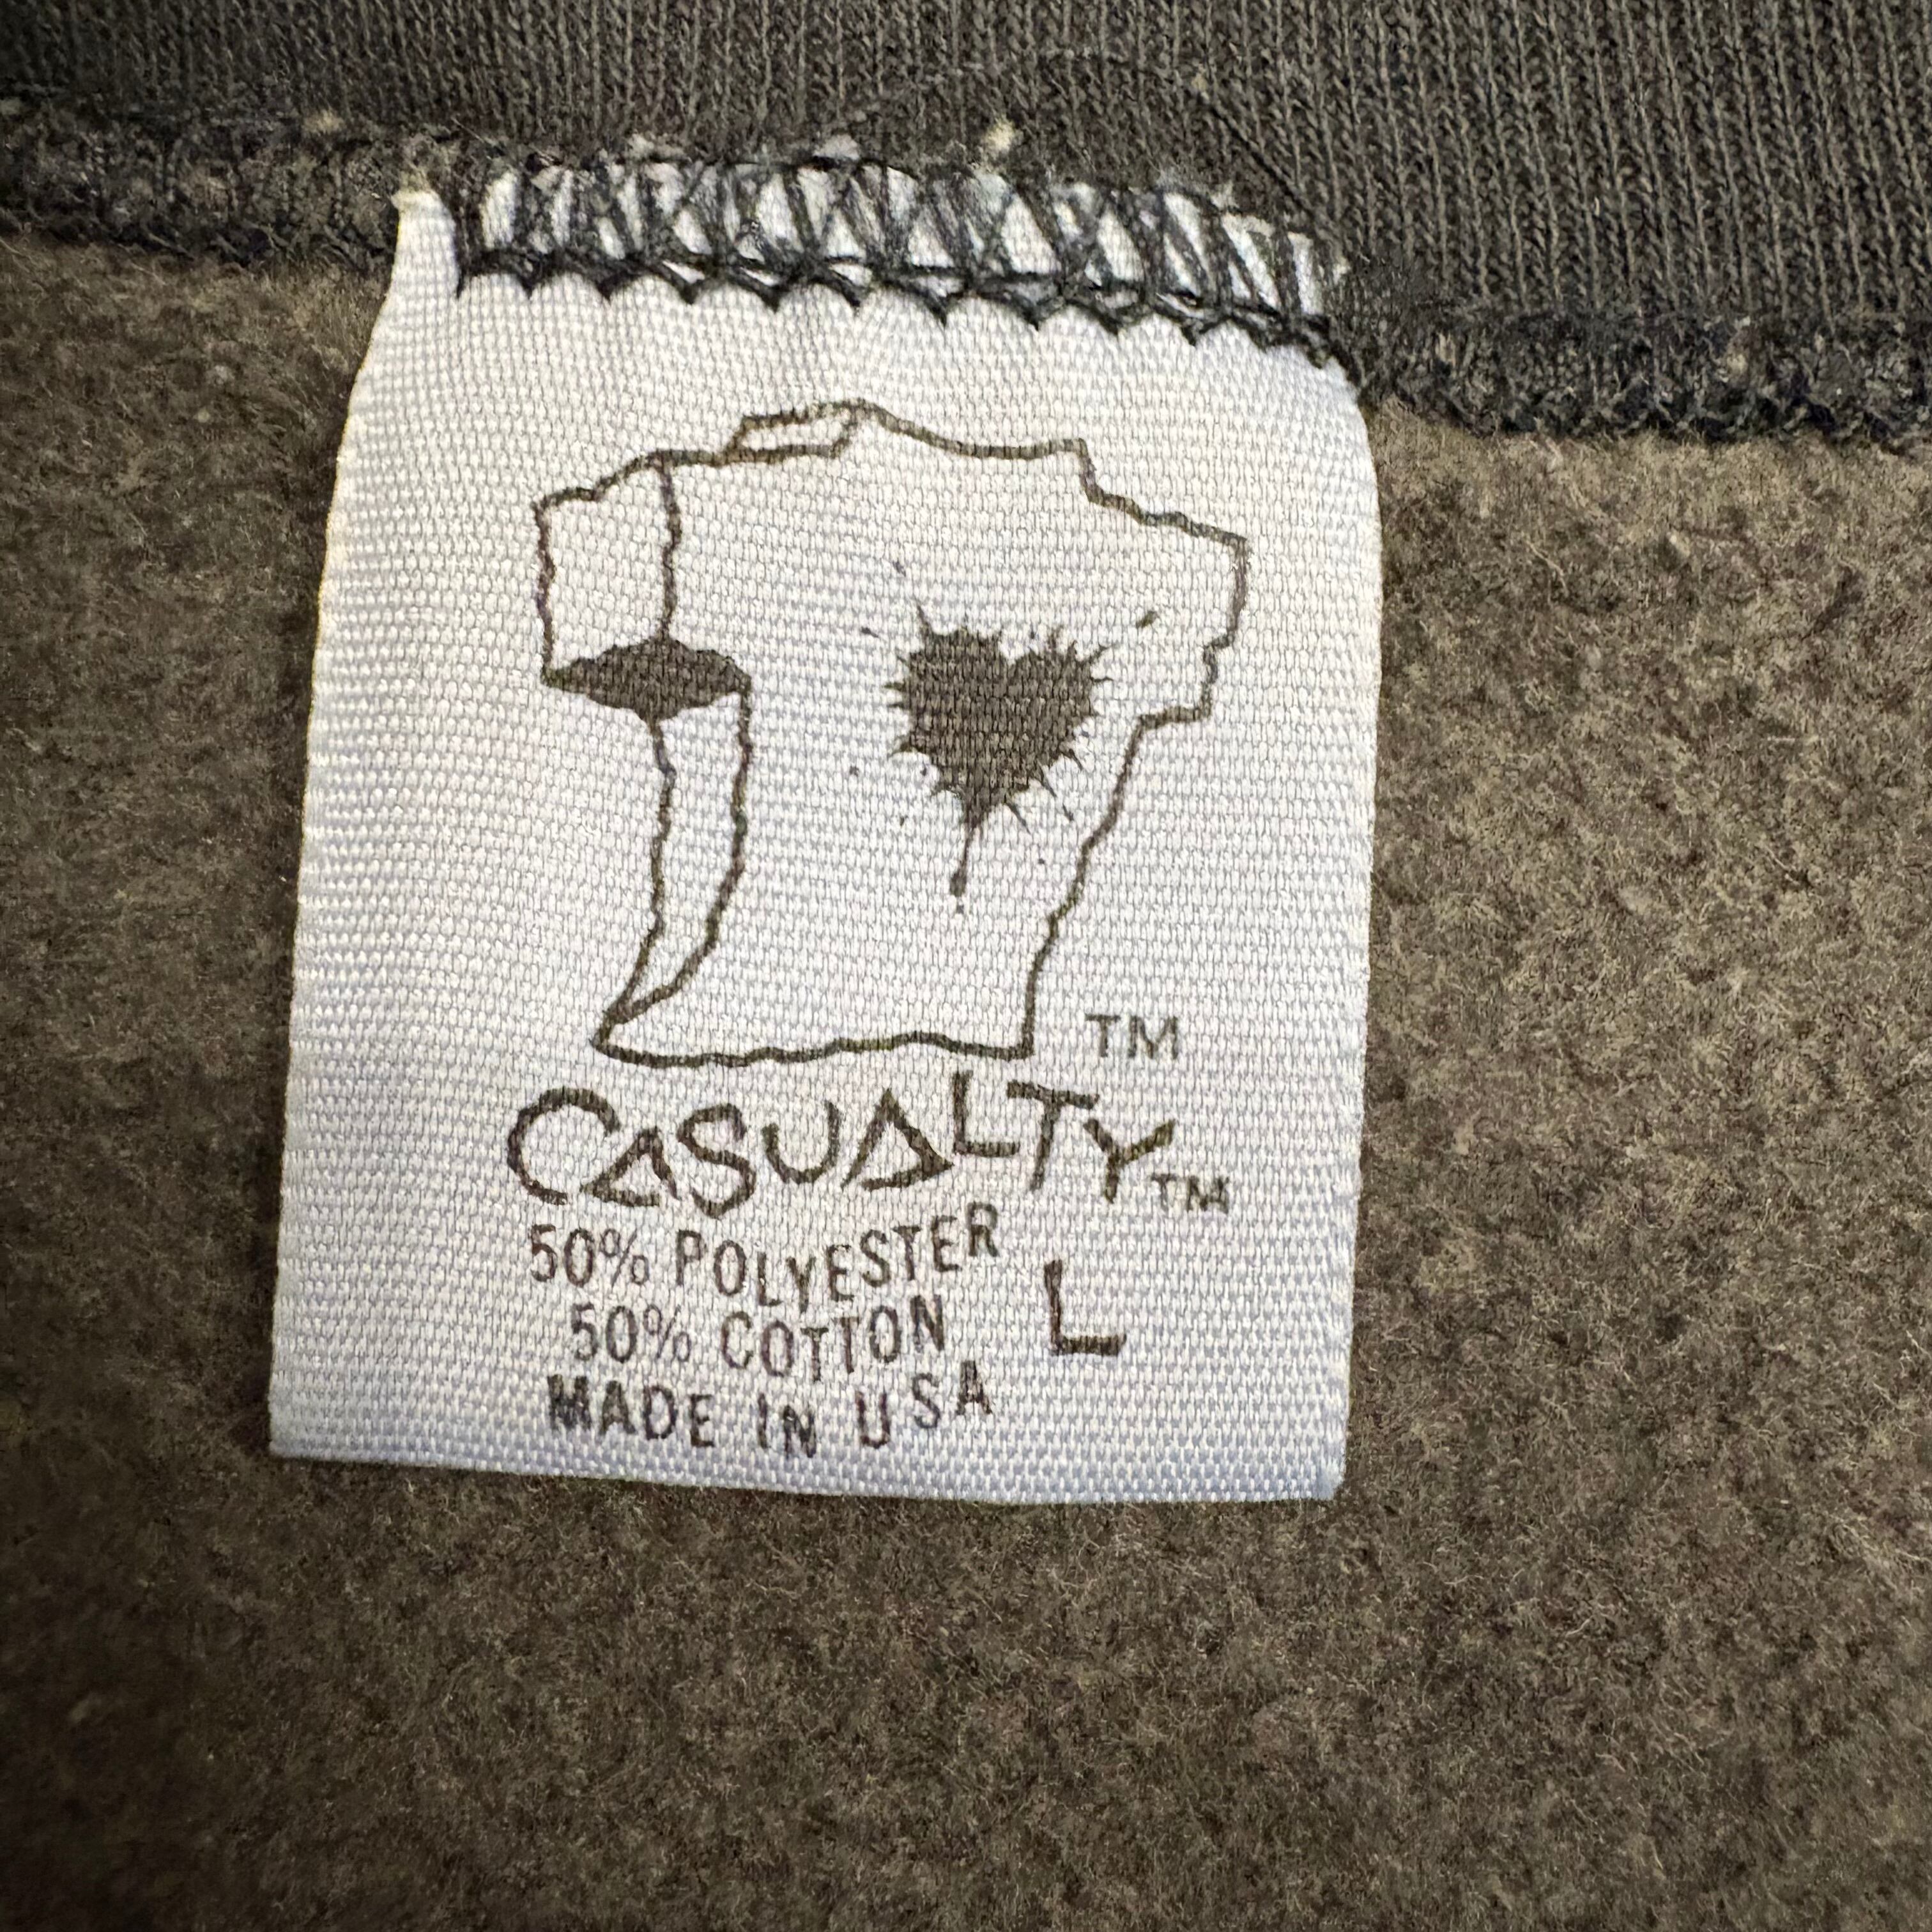 TM
CASUALTY TM
50% POLYESTER
50% COTTON L
MADE IN USA